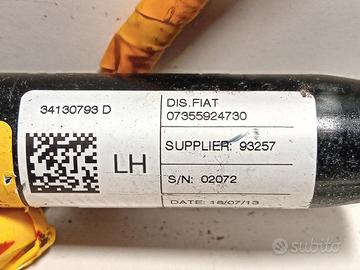 34130793 D
DIS.FIAT
07355924730
SUPPLIER: 93257
LH
S/N: 02072
DATE: 18/07/13
subito